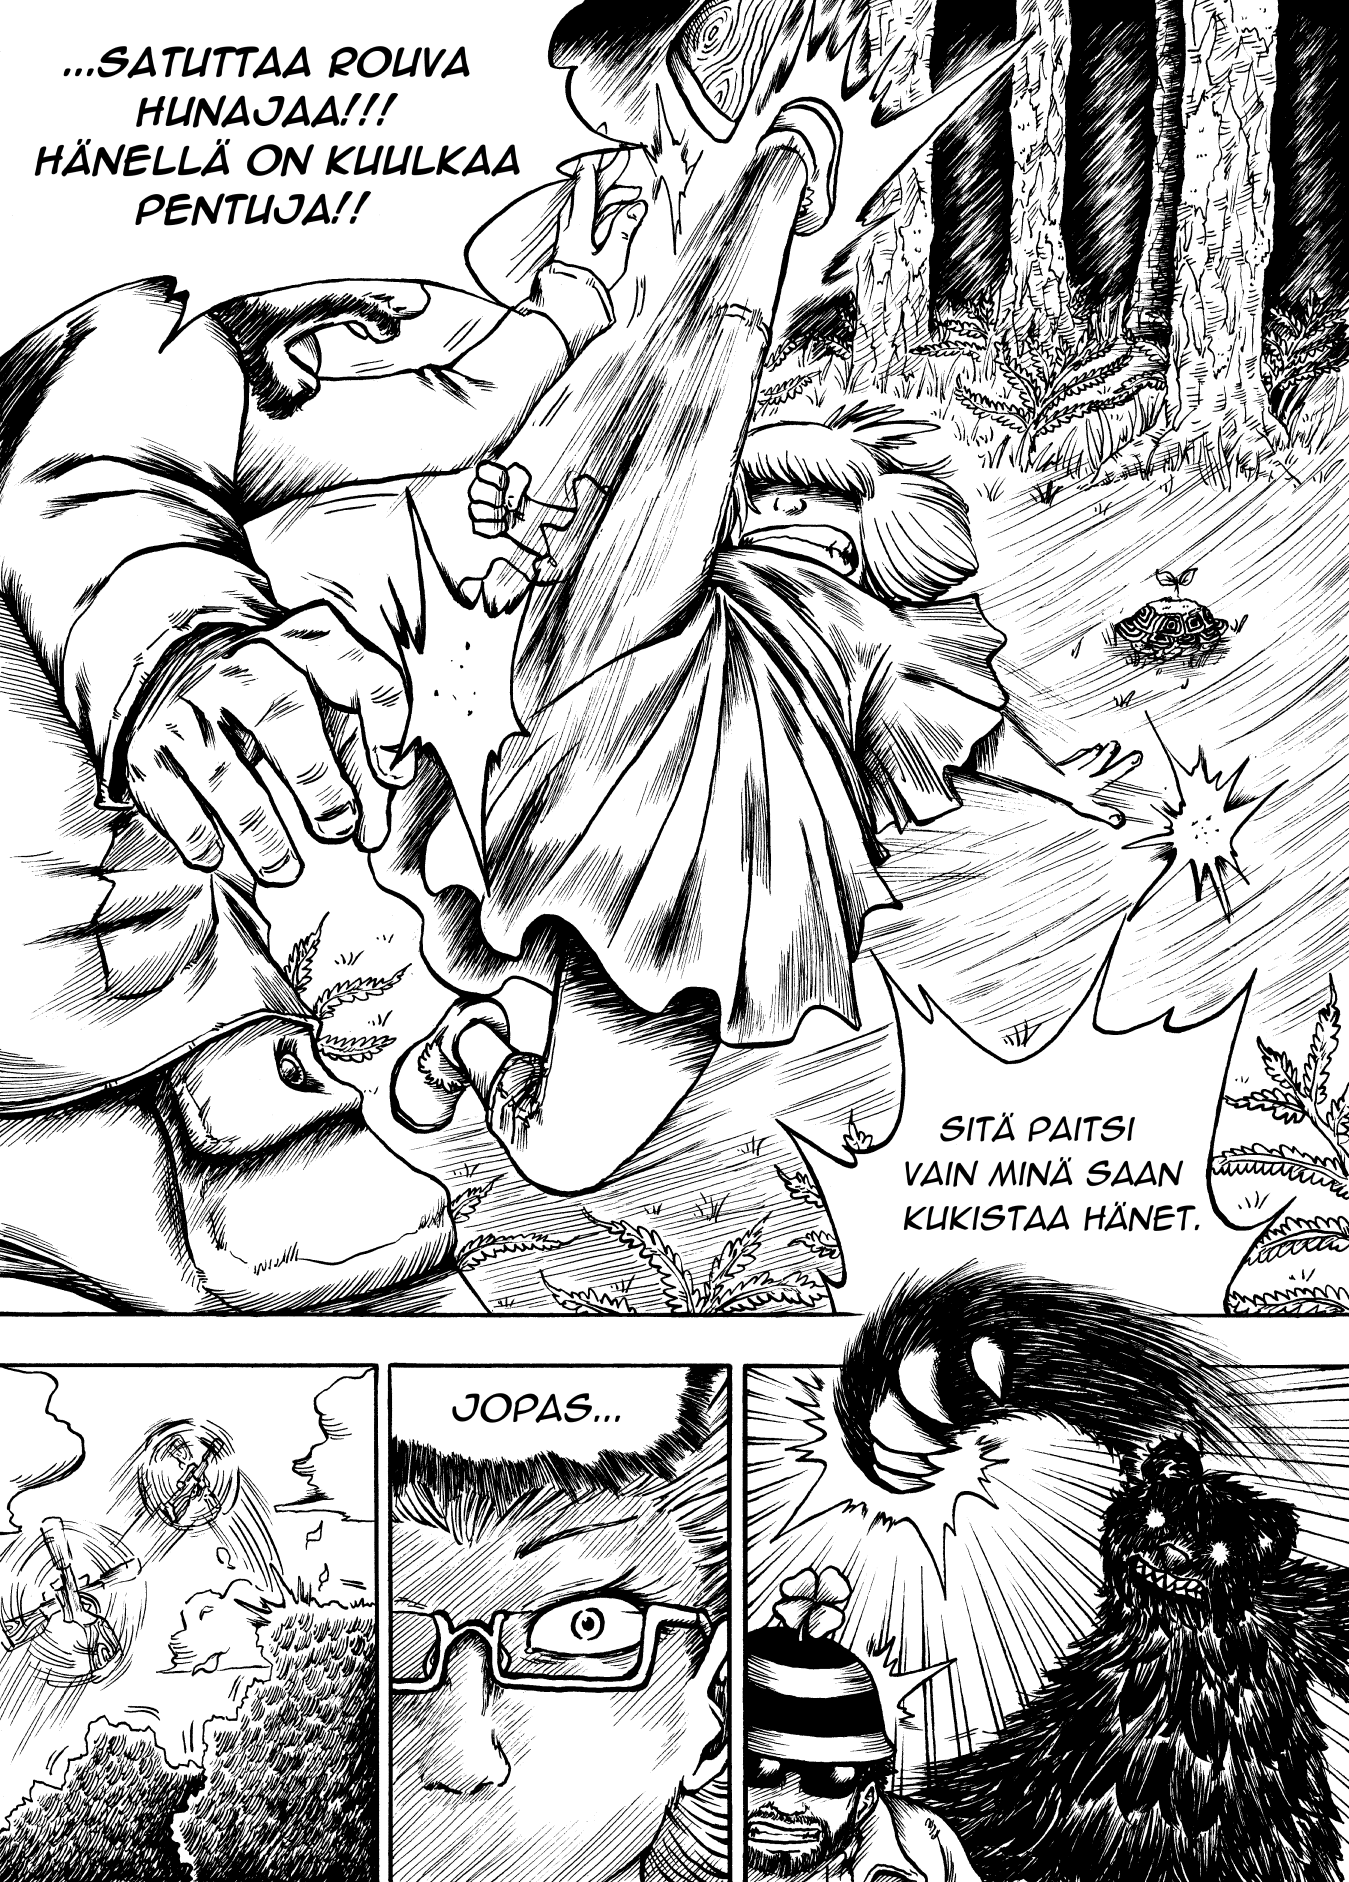 ...SATUTTAA ROUVA
HUNAJAA!!!
HÄNELLÄ ON KUULKAA
PENTUJA!!
SITÄ PAITSI
VAIN MINÄ SAAN
KUKISTAA HÄNET.
JOPAS...